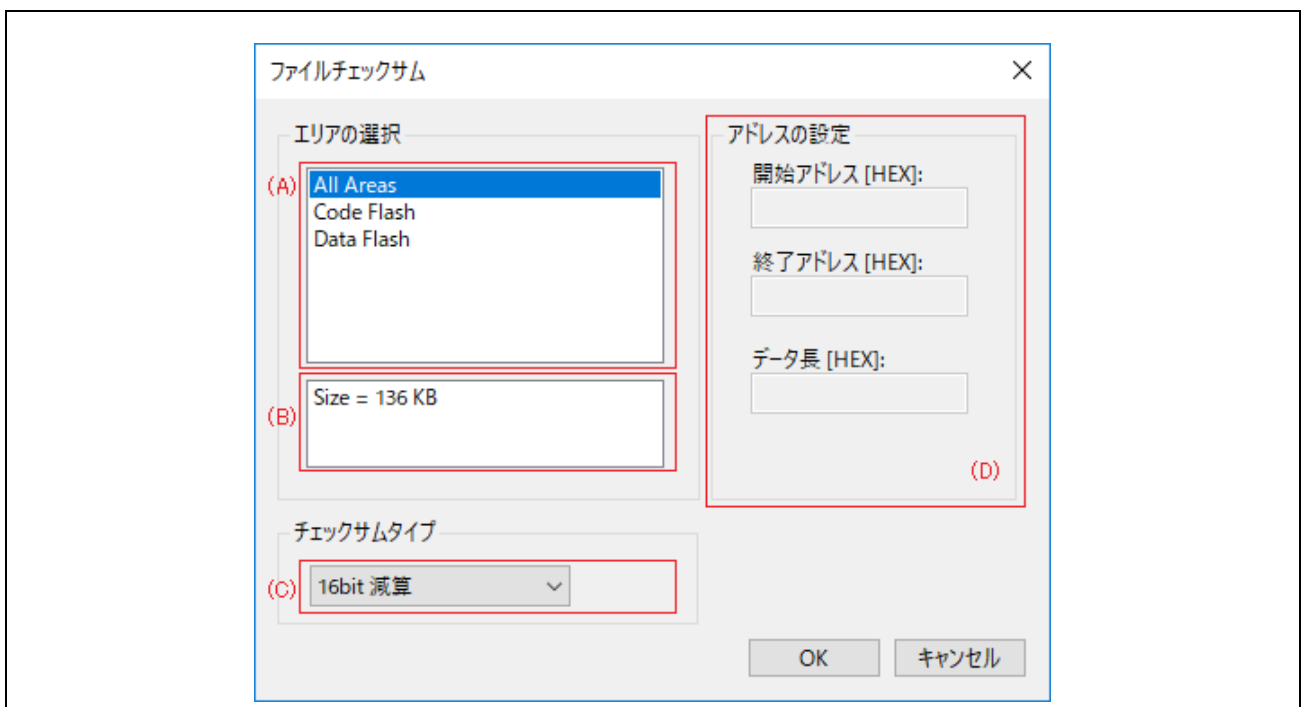 ファイルチェックサム
エリアの選択
(A)
All Areas
Code Flash
Data Flash
(B)
Size = 136 KB
チェックサムタイプ
(C)
16bit 減算
アドレスの設定
開始アドレス [HEX]:
終了アドレス [HEX]:
データ長 [HEX]:
(D)
OK
キャンセル